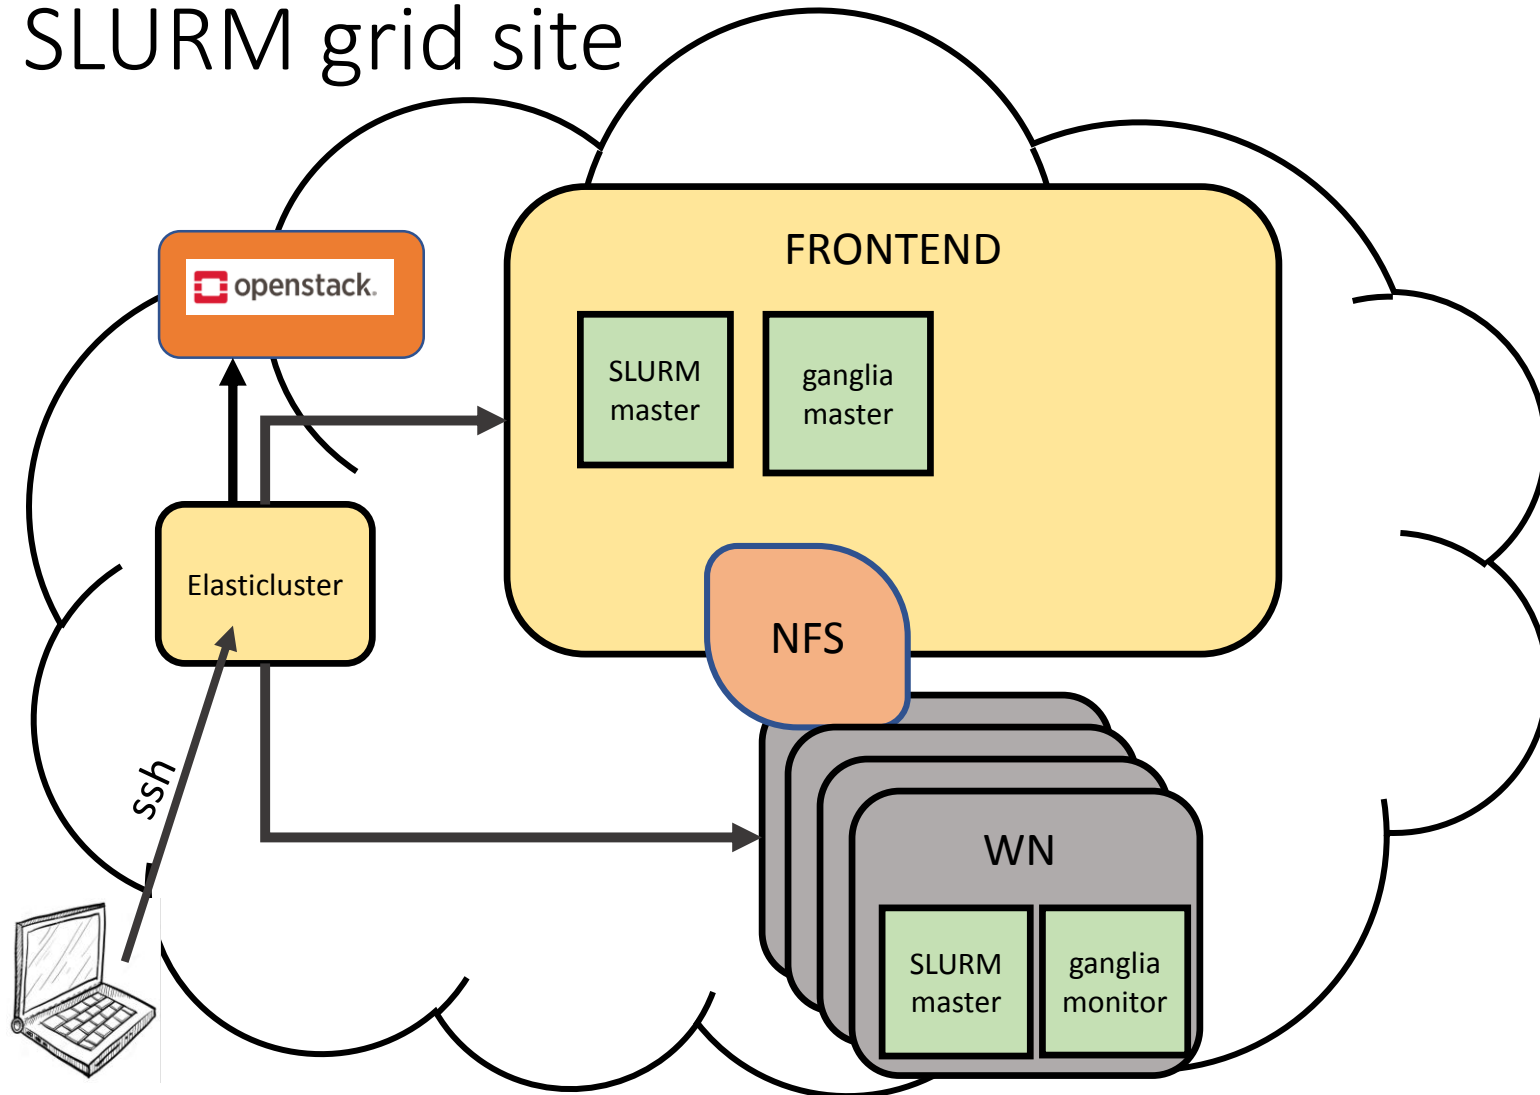 SLURM grid site
openstack.
FRONTEND
SLURM
master
ganglia
master
Elasticluster
NFS
ssh
WN
SLURM
master
ganglia
monitor